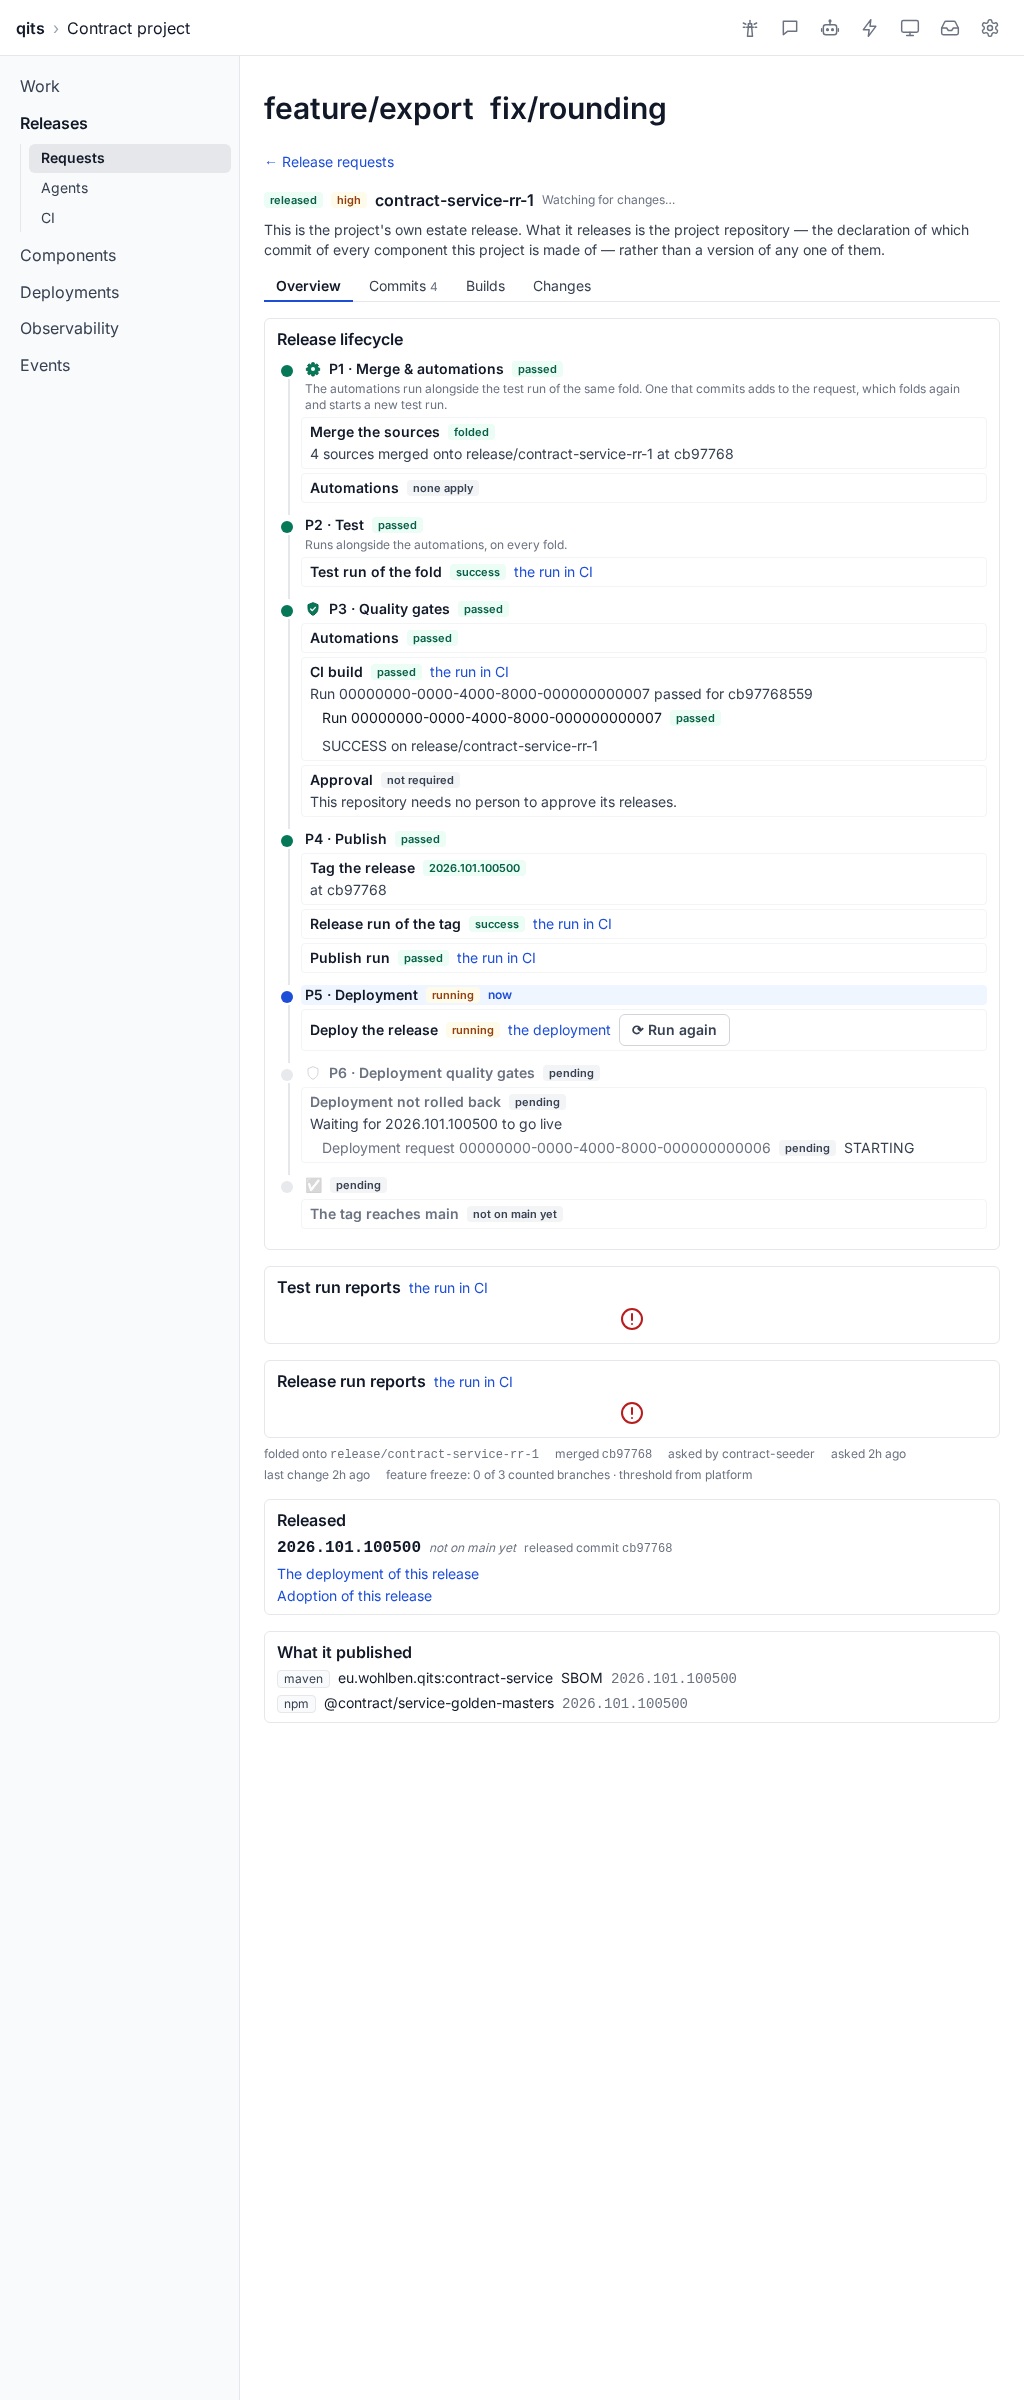 qits › Contract project
Work
Releases
Requests
Agents
CI
Components
Deployments
Observability
Events
feature/export fix/rounding
← Release requests
released high contract-service-rr-1 Watching for changes...
This is the project's own estate release. What it releases is the project repository — the declaration of which
commit of every component this project is made of — rather than a version of any one of them.
Overview Commits 4 Builds Changes
Release lifecycle
P1 · Merge & automations passed
The automations run alongside the test run of the same fold. One that commits adds to the request, which folds again
and starts a new test run.
Merge the sources folded
4 sources merged onto release/contract-service-rr-1 at cb97768
Automations none apply
P2 · Test passed
Runs alongside the automations, on every fold.
Test run of the fold success the run in CI
P3 · Quality gates passed
Automations passed
CI build passed the run in CI
Run 00000000-0000-4000-8000-000000000007 passed for cb97768559
Run 00000000-0000-4000-8000-000000000007 passed
SUCCESS on release/contract-service-rr-1
Approval not required
This repository needs no person to approve its releases.
P4 · Publish passed
Tag the release 2026.101.100500
at cb97768
Release run of the tag success the run in CI
Publish run passed the run in CI
P5 · Deployment running now
Deploy the release running the deployment ⟳ Run again
P6 · Deployment quality gates pending
Deployment not rolled back pending
Waiting for 2026.101.100500 to go live
Deployment request 00000000-0000-4000-8000-000000000006 pending STARTING
☑ pending
The tag reaches main not on main yet
Test run reports the run in CI
Release run reports the run in CI
folded onto release/contract-service-rr-1 merged cb97768 asked by contract-seeder asked 2h ago
last change 2h ago feature freeze: 0 of 3 counted branches · threshold from platform
Released
2026.101.100500 not on main yet released commit cb97768
The deployment of this release
Adoption of this release
What it published
maven eu.wohlben.qits:contract-service SBOM 2026.101.100500
npm @contract/service-golden-masters 2026.101.100500